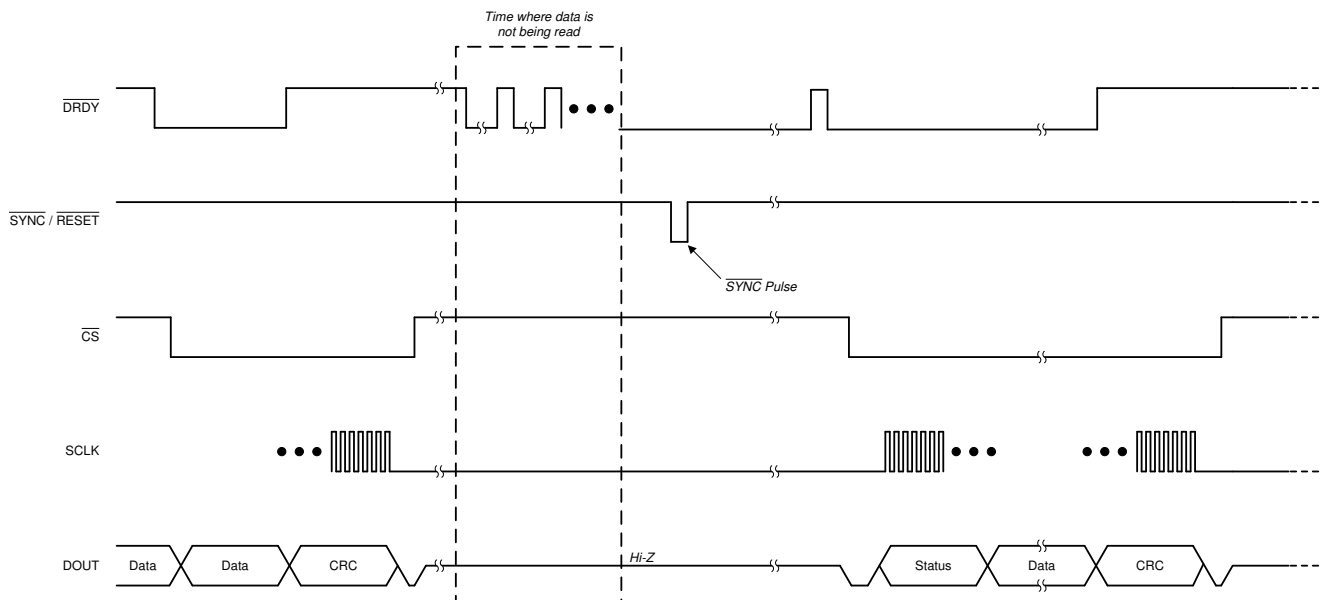 Time where data is
not being read
DRDY
SYNC / RESET
SYNC Pulse
CS
SCLK
DOUT
Data
Data
CRC
Hi-Z
Status
Data
CRC